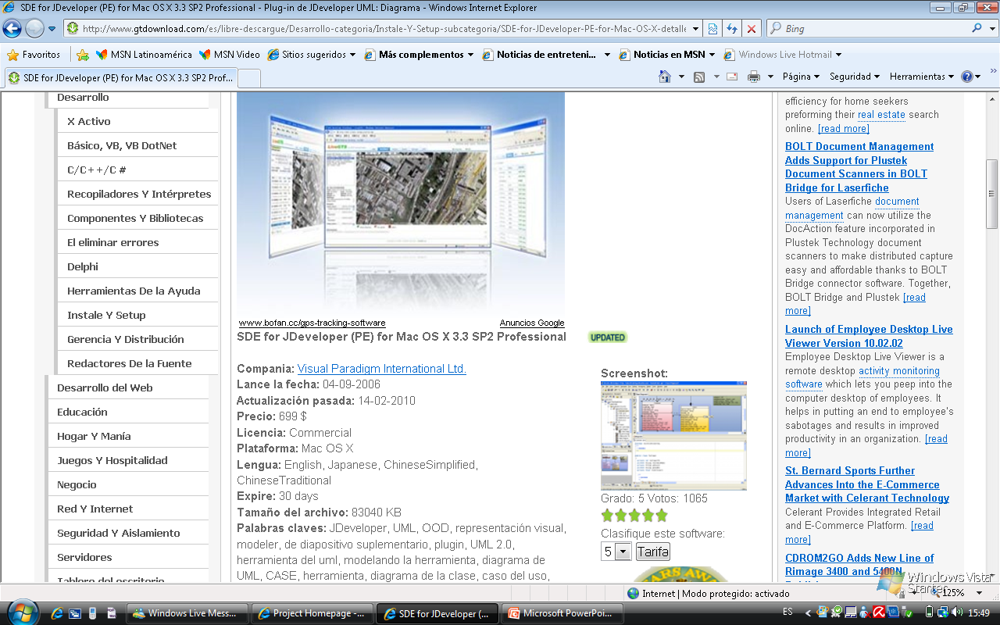 SDE for JDeveloper (PE) for Mac OS X 3.3 SP2 Professional - Plug-in de JDeveloper UML: Diagrama - Windows Internet Explorer
http://www.gtdownload.com/es/libre-descargue/Desarrollo-categoria/Instale-Y-Setup-subcategoria/SDE-for-JDeveloper-PE-for-Mac-OS-X-detalle
Bing
Favoritos
MSN Latinoamérica
MSN Video
Sitios sugeridos
Más complementos
Noticias de entreteni...
Noticias en MSN
Windows Live Hotmail
SDE for JDeveloper (PE) for Mac OS X 3.3 SP2 Prof...
Página
Seguridad
Herramientas
Desarrollo
X Activo
Básico, VB, VB DotNet
C/C++/C #
Recopiladores Y Intérpretes
Componentes Y Bibliotecas
El eliminar errores
Delphi
Herramientas De la Ayuda
Instale Y Setup
Gerencia Y Distribución
Redactores De la Fuente
Desarrollo del Web
Educación
Hogar Y Manía
Juegos Y Hospitalidad
Negocio
Red Y Internet
Seguridad Y Aislamiento
Servidores
Tablero del escritorio
www.bofan.cc/gps-tracking-software
Anuncios Google
SDE for JDeveloper (PE) for Mac OS X 3.3 SP2 Professional
UPDATED
Compania: Visual Paradigm International Ltd.
Lance la fecha: 04-09-2006
Actualización pasada: 14-02-2010
Precio: 699 $
Licencia: Commercial
Plataforma: Mac OS X
Lengua: English, Japanese, ChineseSimplified,
ChineseTraditional
Expire: 30 days
Tamaño del archivo: 83040 KB
Palabras claves: JDeveloper, UML, OOD, representación visual,
modeler, de diapositivo suplementario, plugin, UML 2.0,
herramienta del uml, modelando la herramienta, diagrama de
UML, CASE, herramienta, diagrama de la clase, caso del uso,
Screenshot:
Grado: 5 Votos: 1065
Clasifique este software:
5
Tarifa
efficiency for home seekers
preforming their real estate search
online. [read more]
BOLT Document Management
Adds Support for Plustek
Document Scanners in BOLT
Bridge for Laserfiche
Users of Laserfiche document
management can now utilize the
DocAction feature incorporated in
Plustek Technology document
scanners to make distributed capture
easy and affordable thanks to BOLT
Bridge connector software. Together,
BOLT Bridge and Plustek [read
more]
Launch of Employee Desktop Live
Viewer Version 10.02.02
Employee Desktop Live Viewer is a
remote desktop activity monitoring
software which lets you peep into the
computer desktop of employees. It
helps in putting an end to employee's
sabotages and results in improved
productivity in an organization. [read
more]
St. Bernard Sports Further
Advances Into the E-Commerce
Market with Celerant Technology
Celerant Provides Integrated Retail
and E-Commerce Platform. [read
more]
CDROM2GO Adds New Line of
Rimage 3400 and 5400N
Windows Vista
Starter
Internet | Modo protegido: activado
125%
Windows Live Mess...
Project Homepage -...
SDE for JDeveloper (...
Microsoft PowerPoi...
ES
15:49